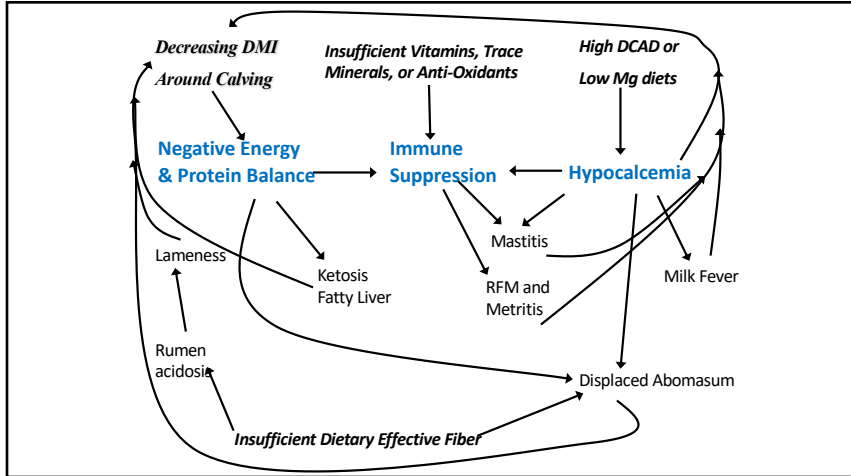 Decreasing DMI
Around Calving
Insufficient Vitamins, Trace
Minerals, or Anti-Oxidants
High DCAD or
Low Mg diets
Negative Energy
& Protein Balance
Immune
Suppression
Hypocalcemia
Mastitis
Lameness
Ketosis
Fatty Liver
RFM and
Metritis
Milk Fever
Rumen
acidosis
Displaced Abomasum
Insufficient Dietary Effective Fiber